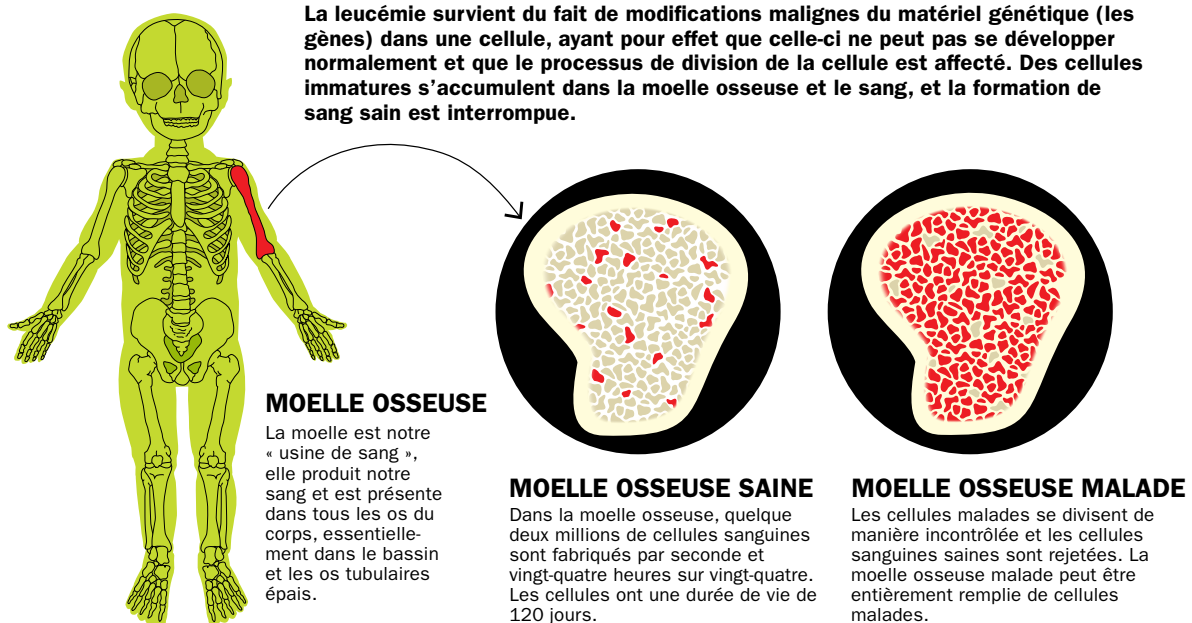 La leucémie survient du fait de modifications malignes du matériel génétique (les
gènes) dans une cellule, ayant pour effet que celle-ci ne peut pas se développer
normalement et que le processus de division de la cellule est affecté. Des cellules
immatures s’accumulent dans la moelle osseuse et le sang, et la formation de
sang sain est interrompue.
MOELLE OSSEUSE
La moelle est notre
« usine de sang »,
elle produit notre
sang et est présente
dans tous les os du
corps, essentielle-
ment dans le bassin
et les os tubulaires
épais.
MOELLE OSSEUSE SAINE
Dans la moelle osseuse, quelque
deux millions de cellules sanguines
sont fabriqués par seconde et
vingt-quatre heures sur vingt-quatre.
Les cellules ont une durée de vie de
120 jours.
MOELLE OSSEUSE MALADE
Les cellules malades se divisent de
manière incontrôlée et les cellules
sanguines saines sont rejetées. La
moelle osseuse malade peut être
entièrement remplie de cellules
malades.